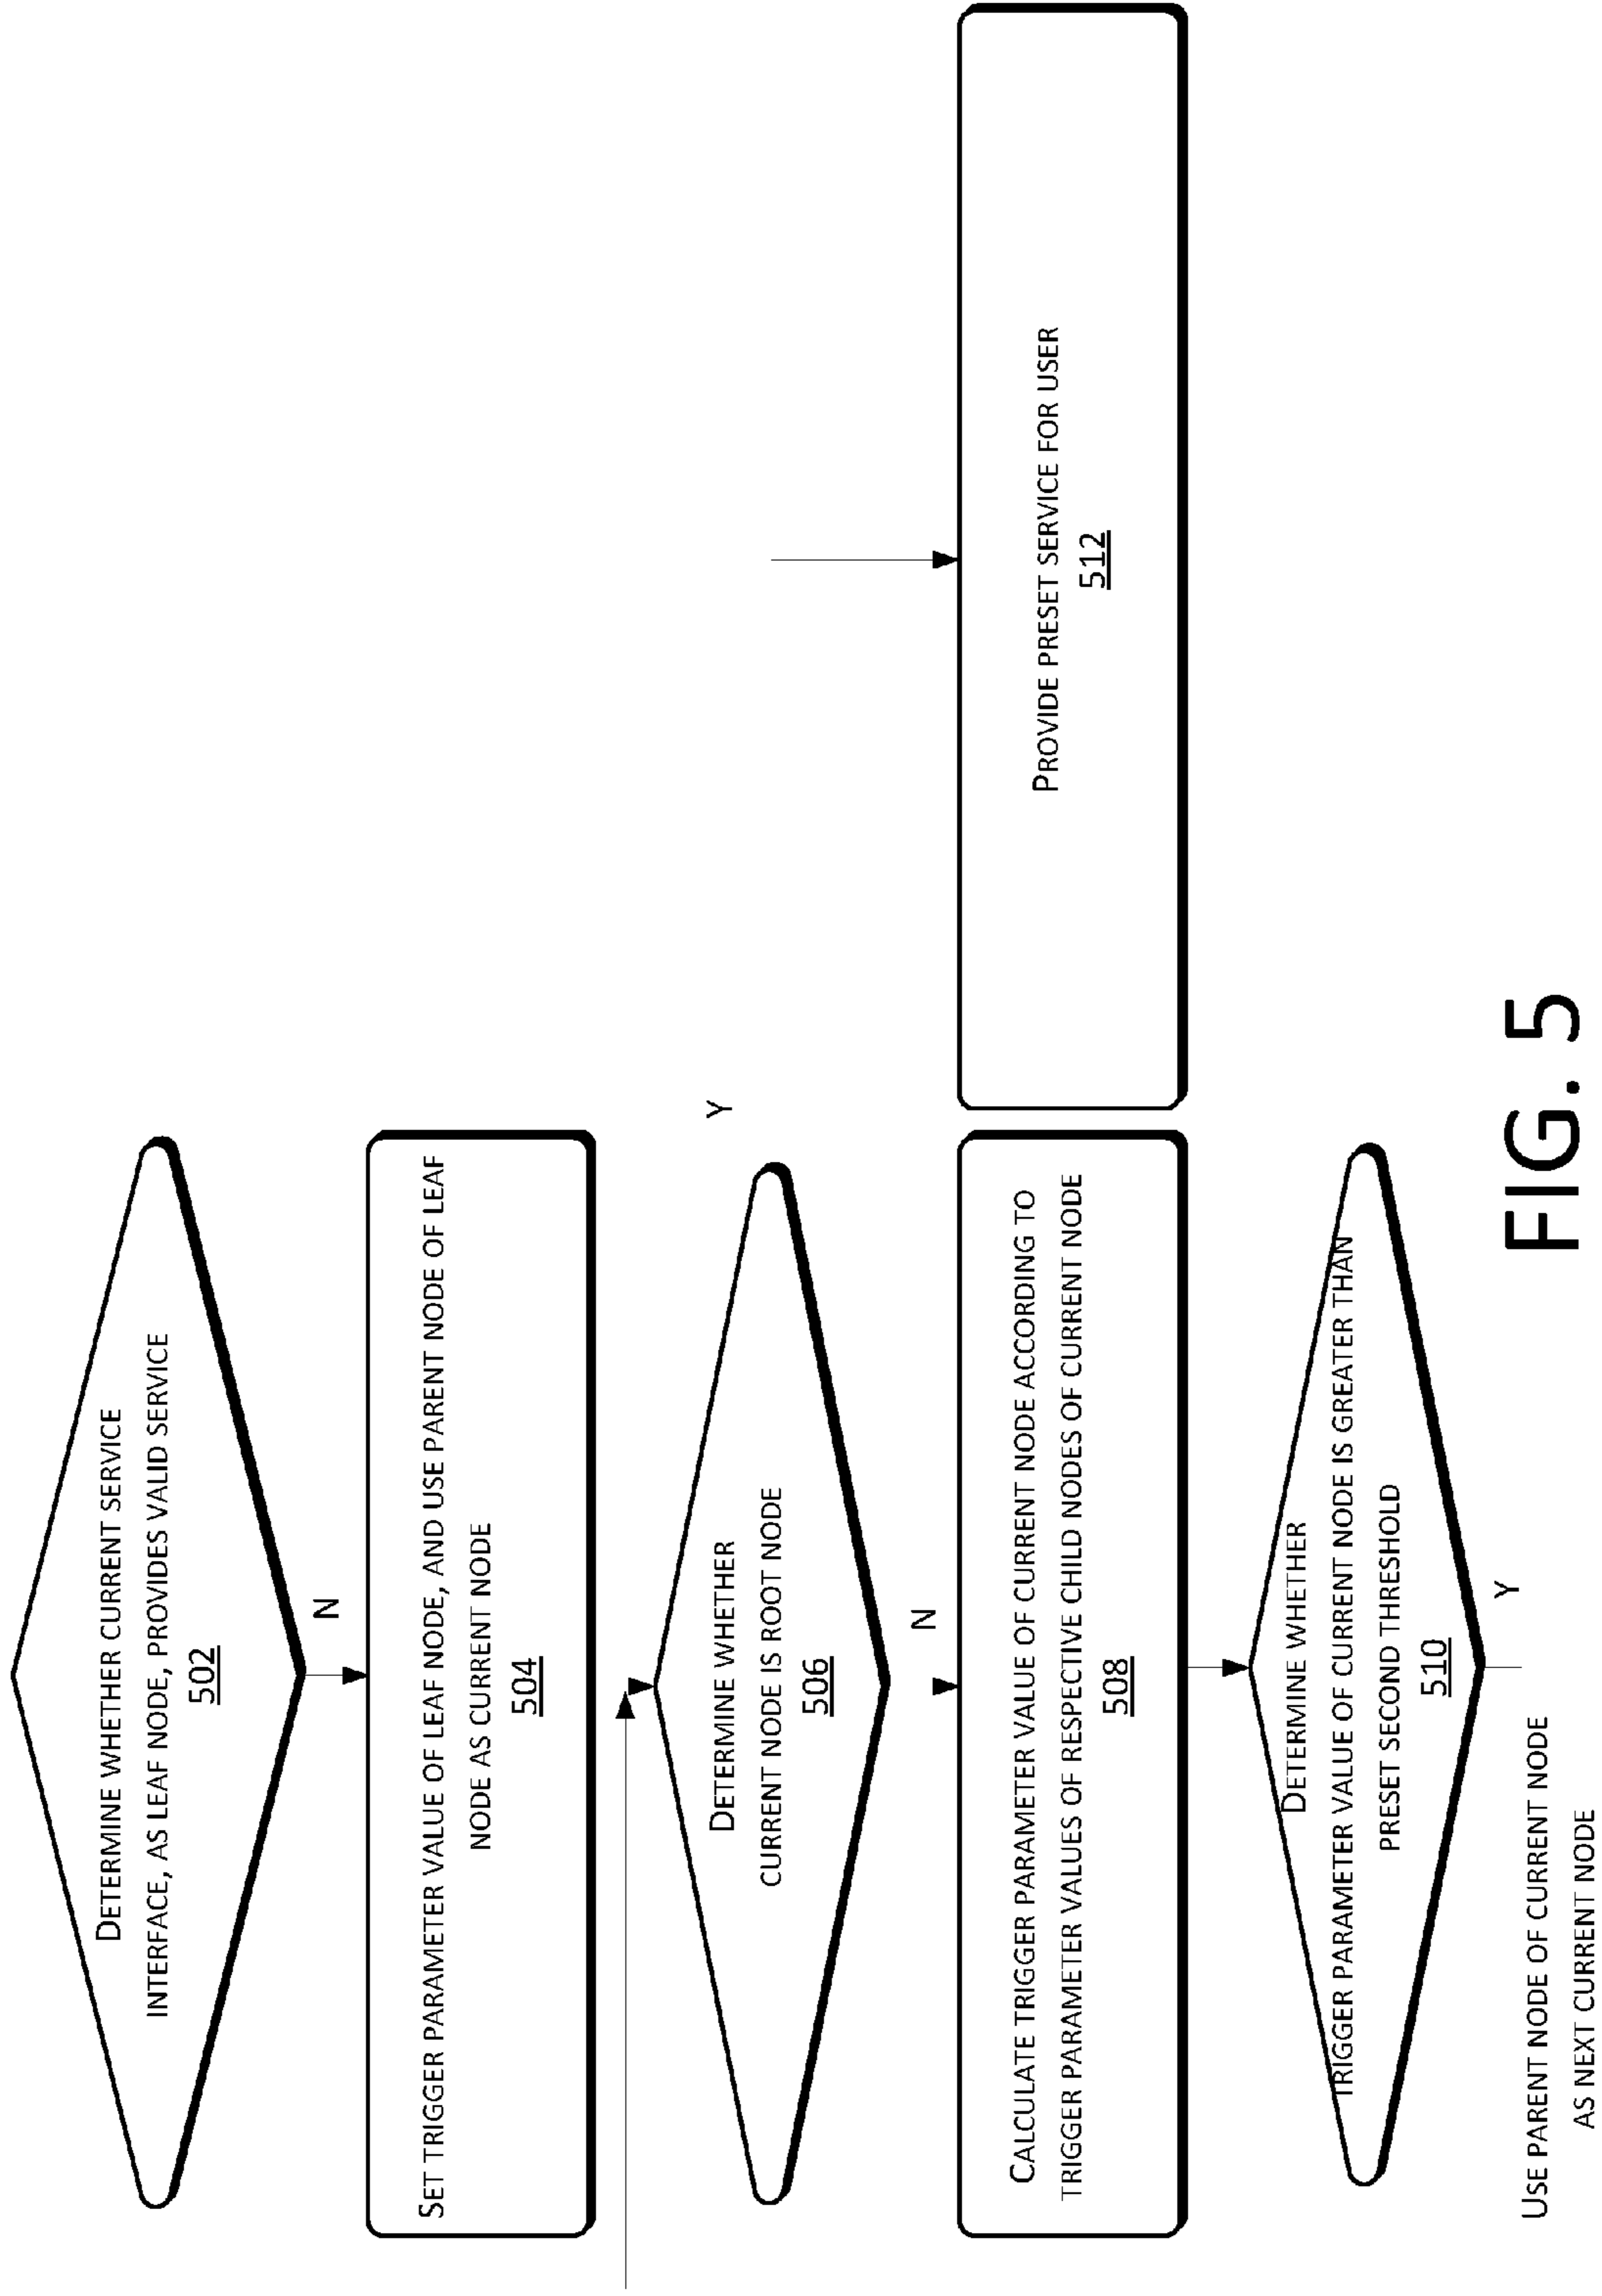 DETERMINE WHETHER CURRENT SERVICE
INTERFACE, AS LEAF NODE, PROVIDES VALID SERVICE
502
N
SET TRIGGER PARAMETER VALUE OF LEAF NODE, AND USE PARENT NODE OF LEAF
NODE AS CURRENT NODE
504
DETERMINE WHETHER
CURRENT NODE IS ROOT NODE
506
Y
N
CALCULATE TRIGGER PARAMETER VALUE OF CURRENT NODE ACCORDING TO
TRIGGER PARAMETER VALUES OF RESPECTIVE CHILD NODES OF CURRENT NODE
508
PROVIDE PRESET SERVICE FOR USER
512
DETERMINE WHETHER
TRIGGER PARAMETER VALUE OF CURRENT NODE IS GREATER THAN
PRESET SECOND THRESHOLD
510
Y
USE PARENT NODE OF CURRENT NODE
AS NEXT CURRENT NODE
FIG. 5